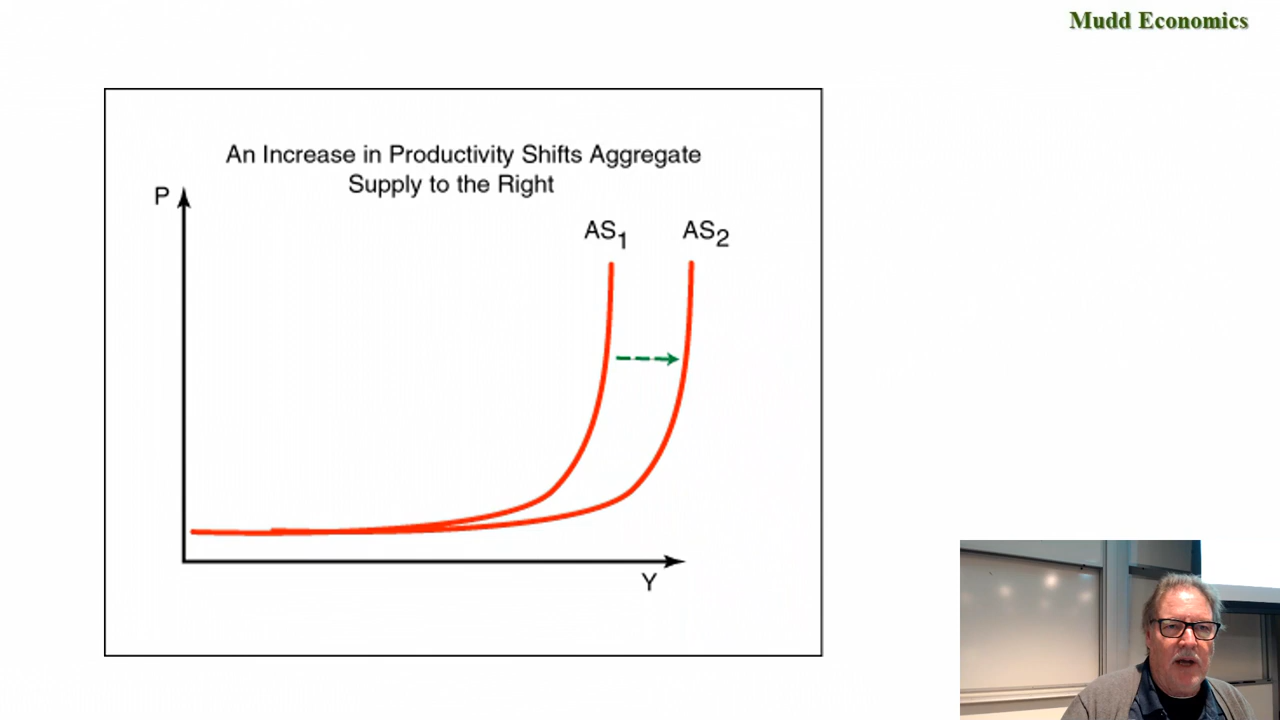 Mudd Economics
An Increase in Productivity Shifts Aggregate
Supply to the Right
P
AS1
AS2
Y